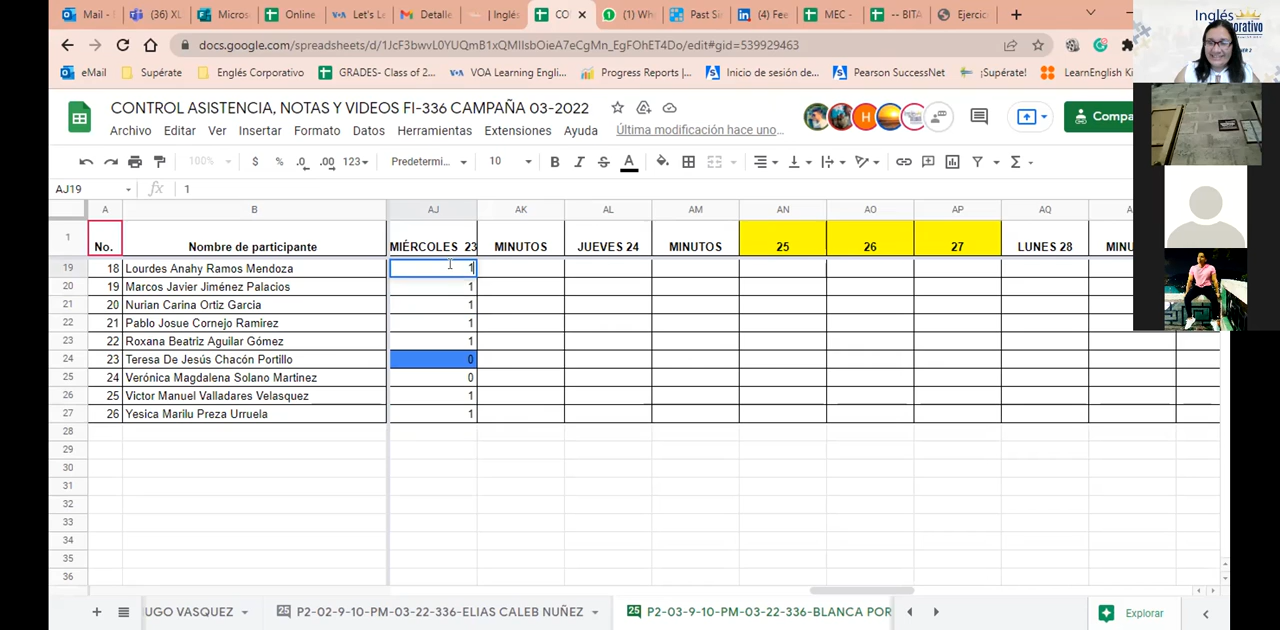 Mail - (36) XL Micros Online Let's Le Detalle | Inglés CO (1) Wh Past Si (4) Fee MEC - -- BITA Ejercic
docs.google.com/spreadsheets/d/1JcF3bwvL0YUQmB1xQMIIsbOieA7eCgMn_EgFOhET4Do/edit#gid=539929463
eMail Supérate Englés Corporativo GRADES- Class of 2... VOA Learning Engli... Progress Reports |... Inicio de sesión de... Pearson SuccessNet ¡Supérate! LearnEnglish Ki
Inglés
CONTROL ASISTENCIA, NOTAS Y VIDEOS FI-336 CAMPAÑA 03-2022
Compa
Archivo Editar Ver Insertar Formato Datos Herramientas Extensiones Ayuda Última modificación hace uno...
100% $ % .0 .00 123 Predetermi... 10 B I S A
AJ19 fx 1
A B AJ AK AL AM AN AO AP AQ
1 No. Nombre de participante MIÉRCOLES 23 MINUTOS JUEVES 24 MINUTOS 25 26 27 LUNES 28 MINU
19 18 Lourdes Anahy Ramos Mendoza 1
20 19 Marcos Javier Jiménez Palacios 1
21 20 Nurian Carina Ortiz Garcia 1
22 21 Pablo Josue Cornejo Ramirez 1
23 22 Roxana Beatriz Aguilar Gómez 1
24 23 Teresa De Jesús Chacón Portillo 0
25 24 Verónica Magdalena Solano Martinez 0
26 25 Victor Manuel Valladares Velasquez 1
27 26 Yesica Marilu Preza Urruela 1
28
29
30
31
32
33
34
35
36
UGO VASQUEZ P2-02-9-10-PM-03-22-336-ELIAS CALEB NUÑEZ P2-03-9-10-PM-03-22-336-BLANCA POR Explorar